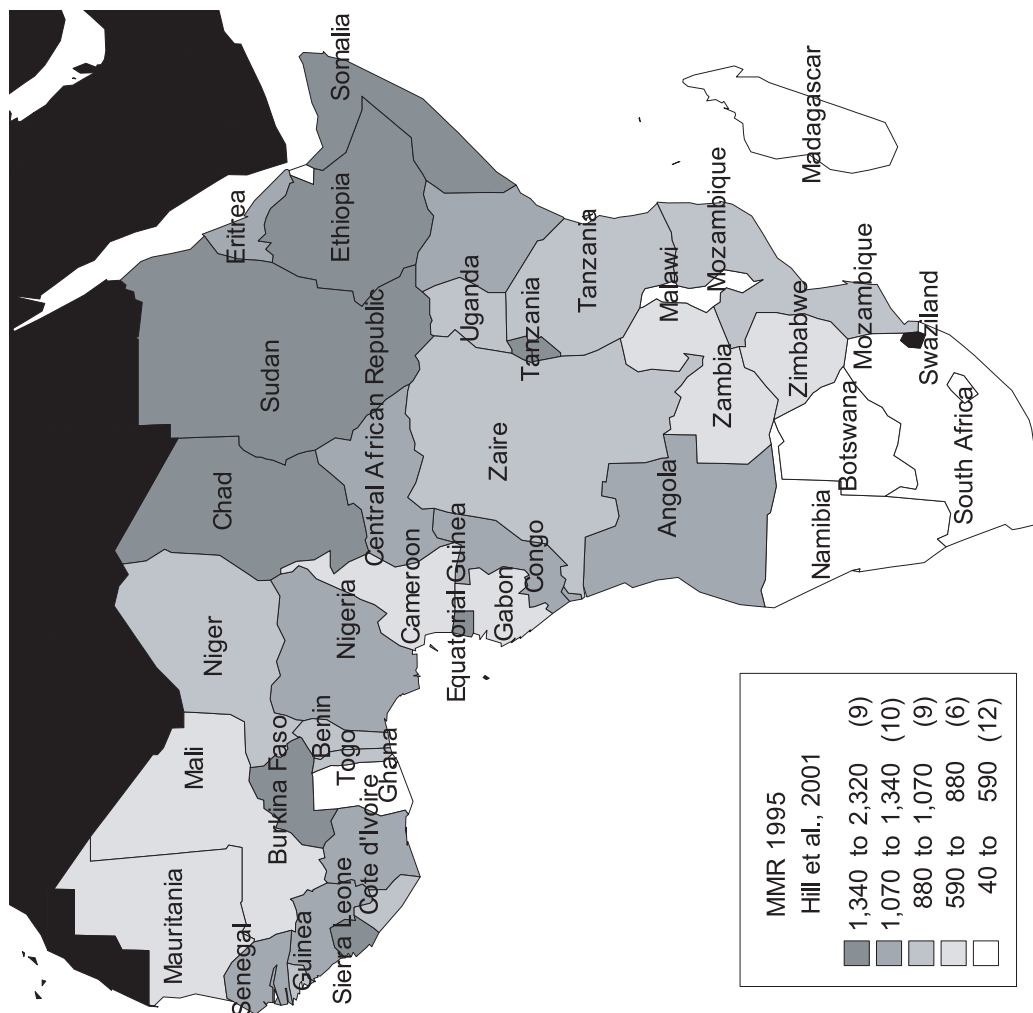 Somalia
Eritrea
Ethiopia
Sudan
Central African Republic
Chad
Uganda
Tanzania
Tanzania
Zaire
Malawi
Mozambique
Madagascar
Mozambique
Zimbabwe
Zambia
Swaziland
Botswana
South Africa
Namibia
Angola
Congo
Gabon
Equatorial Guinea
Cameroon
Nigeria
Niger
Benin
Togo
Ghana
Burkina Faso
Mali
Cote d'Ivoire
Sierra Leone
Guinea
Senegal
Mauritania
MMR 1995
Hill et al., 2001
1,340 to 2,320 (9)
1,070 to 1,340 (10)
880 to 1,070 (9)
590 to 880 (6)
40 to 590 (12)